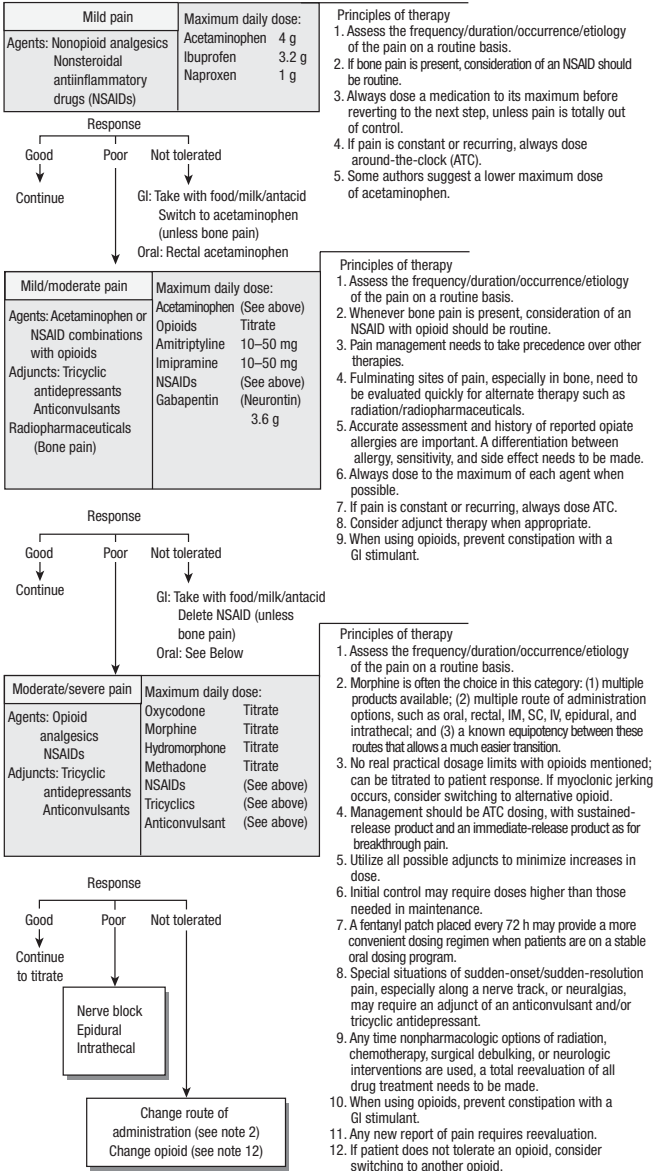 Mild pain
Agents: Nonopioid analgesics
Nonsteroidal
antiinflammatory
drugs (NSAIDs)
Maximum daily dose:
Acetaminophen 4 g
Ibuprofen 3.2 g
Naproxen 1 g
Principles of therapy
1. Assess the frequency/duration/occurrence/etiology
of the pain on a routine basis.
2. If bone pain is present, consideration of an NSAID should
be routine.
3. Always dose a medication to its maximum before
reverting to the next step, unless pain is totally out
of control.
4. If pain is constant or recurring, always dose
around-the-clock (ATC).
5. Some authors suggest a lower maximum dose
of acetaminophen.
Response
Good Poor Not tolerated
Continue
GI: Take with food/milk/antacid
Switch to acetaminophen
(unless bone pain)
Oral: Rectal acetaminophen
Mild/moderate pain
Agents: Acetaminophen or
NSAID combinations
with opioids
Adjuncts: Tricyclic
antidepressants
Anticonvulsants
Radiopharmaceuticals
(Bone pain)
Maximum daily dose:
Acetaminophen (See above)
Opioids Titrate
Amitriptyline 10–50 mg
Imipramine 10–50 mg
NSAIDs (See above)
Gabapentin (Neurontin)
3.6 g
Principles of therapy
1. Assess the frequency/duration/occurrence/etiology
of the pain on a routine basis.
2. Whenever bone pain is present, consideration of an
NSAID with opioid should be routine.
3. Pain management needs to take precedence over other
therapies.
4. Fulminating sites of pain, especially in bone, need to
be evaluated quickly for alternate therapy such as
radiation/radiopharmaceuticals.
5. Accurate assessment and history of reported opiate
allergies are important. A differentiation between
allergy, sensitivity, and side effect needs to be made.
6. Always dose to the maximum of each agent when
possible.
7. If pain is constant or recurring, always dose ATC.
8. Consider adjunct therapy when appropriate.
9. When using opioids, prevent constipation with a
GI stimulant.
Response
Good Poor Not tolerated
Continue
GI: Take with food/milk/antacid
Delete NSAID (unless
bone pain)
Oral: See Below
Moderate/severe pain
Agents: Opioid
analgesics
NSAIDs
Adjuncts: Tricyclic
antidepressants
Anticonvulsants
Maximum daily dose:
Oxycodone Titrate
Morphine Titrate
Hydromorphone Titrate
Methadone Titrate
NSAIDs (See above)
Tricyclics (See above)
Anticonvulsant (See above)
Principles of therapy
1. Assess the frequency/duration/occurrence/etiology
of the pain on a routine basis.
2. Morphine is often the choice in this category: (1) multiple
products available; (2) multiple route of administration
options, such as oral, rectal, IM, SC, IV, epidural, and
intrathecal; and (3) a known equipotency between these
routes that allows a much easier transition.
3. No real practical dosage limits with opioids mentioned;
can be titrated to patient response. If myoclonic jerking
occurs, consider switching to alternative opioid.
4. Management should be ATC dosing, with sustained-
release product and an immediate-release product as for
breakthrough pain.
5. Utilize all possible adjuncts to minimize increases in
dose.
6. Initial control may require doses higher than those
needed in maintenance.
7. A fentanyl patch placed every 72 h may provide a more
convenient dosing regimen when patients are on a stable
oral dosing program.
8. Special situations of sudden-onset/sudden-resolution
pain, especially along a nerve track, or neuralgias,
may require an adjunct of an anticonvulsant and/or
tricyclic antidepressant.
9. Any time nonpharmacologic options of radiation,
chemotherapy, surgical debulking, or neurologic
interventions are used, a total reevaluation of all
drug treatment needs to be made.
10. When using opioids, prevent constipation with a
GI stimulant.
11. Any new report of pain requires reevaluation.
12. If patient does not tolerate an opioid, consider
switching to another opioid.
Response
Good Poor Not tolerated
Continue
to titrate
Nerve block
Epidural
Intrathecal
Change route of
administration (see note 2)
Change opioid (see note 12)